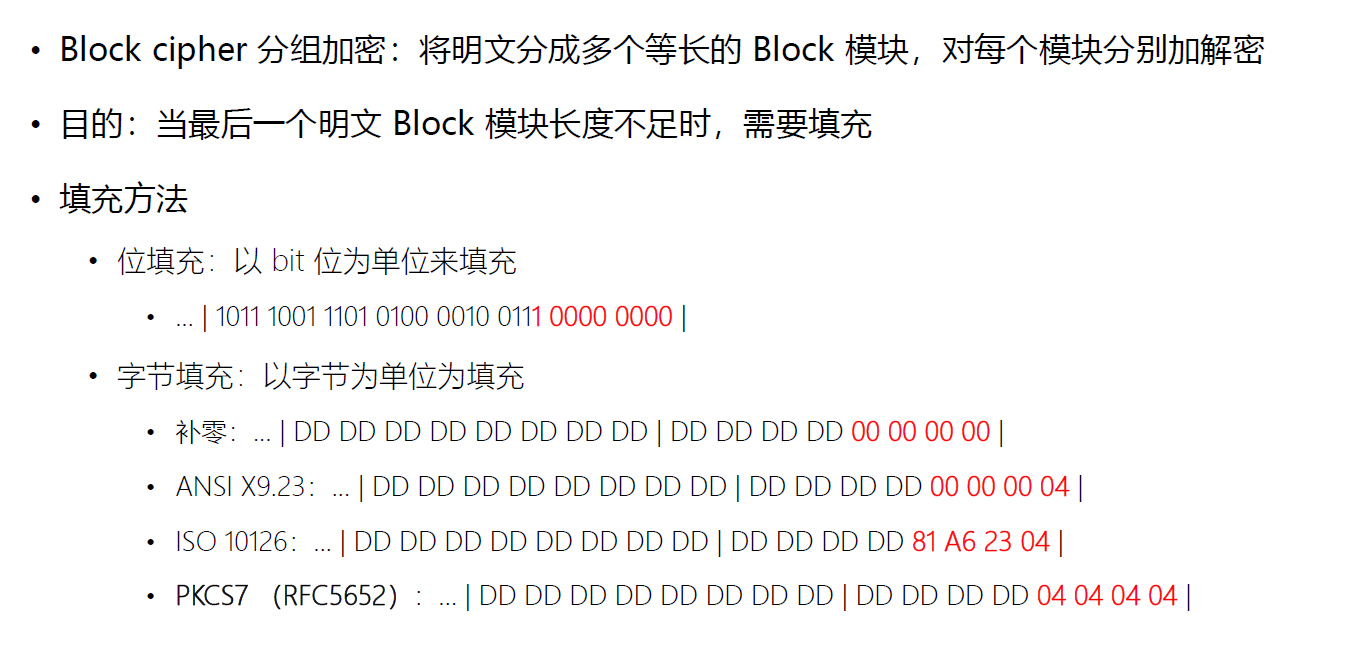 • Block cipher 分组加密：将明文分成多个等长的 Block 模块，对每个模块分别加解密
• 目的：当最后一个明文 Block 模块长度不足时，需要填充
• 填充方法
• 位填充：以 bit 位为单位来填充
• ... | 1011 1001 1101 0100 0010 0111 0000 0000 |
• 字节填充：以字节为单位为填充
• 补零：... | DD DD DD DD DD DD DD DD | DD DD DD DD 00 00 00 00 |
• ANSI X9.23：... | DD DD DD DD DD DD DD DD | DD DD DD DD 00 00 00 04 |
• ISO 10126：... | DD DD DD DD DD DD DD DD | DD DD DD DD 81 A6 23 04 |
• PKCS7 （RFC5652）：... | DD DD DD DD DD DD DD DD | DD DD DD DD 04 04 04 04 |